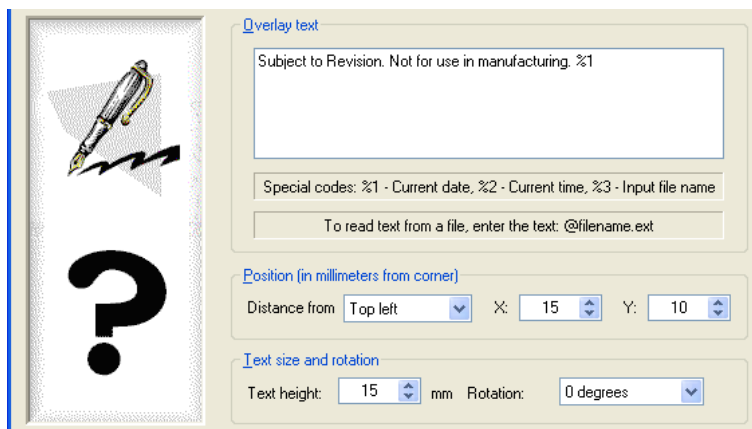 Overlay text
Subject to Revision. Not for use in manufacturing. %1
Special codes: %1 - Current date, %2 - Current time, %3 - Input file name
To read text from a file, enter the text: @filename.ext
Position (in millimeters from corner)
Distance from Top left X: 15 Y: 10
Text size and rotation
Text height: 15 mm Rotation: 0 degrees